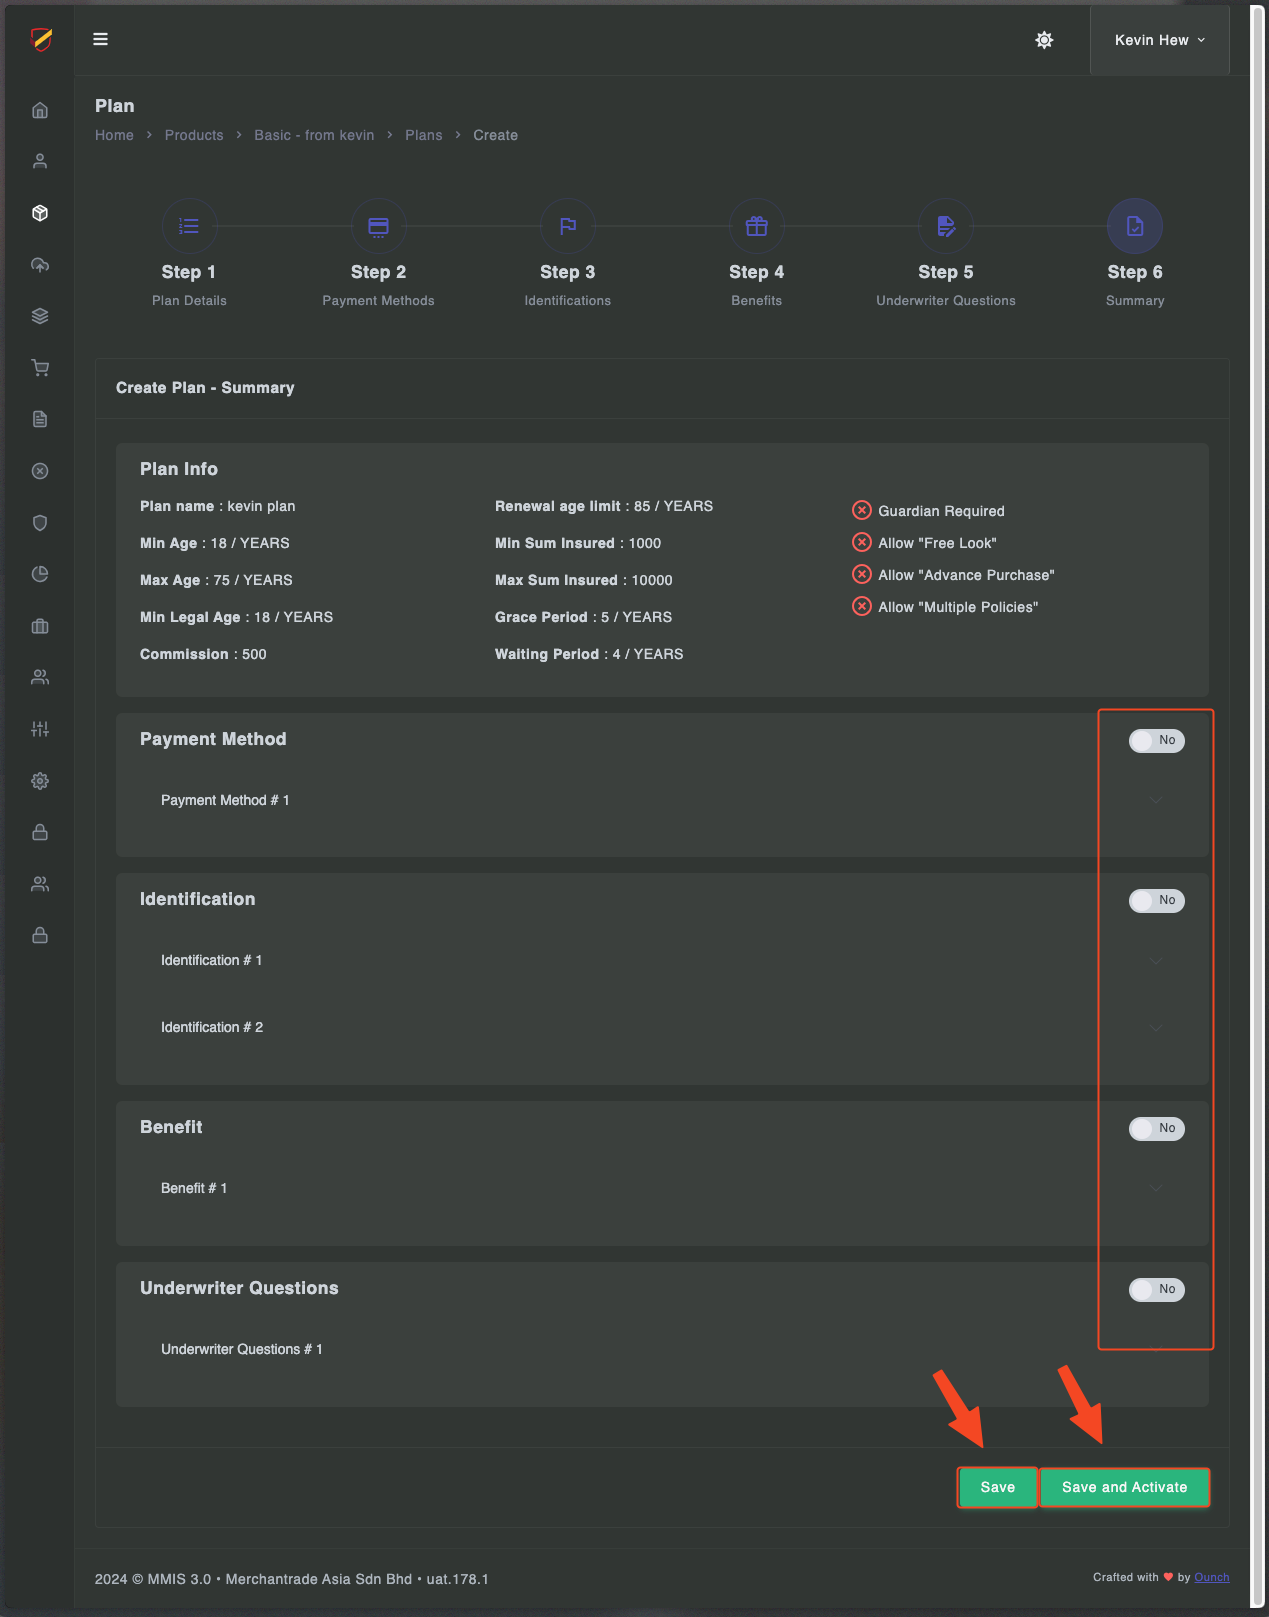 Kevin Hew
Plan
Home > Products > Basic - from kevin > Plans > Create
Step 1
Plan Details
Step 2
Payment Methods
Step 3
Identifications
Step 4
Benefits
Step 5
Underwriter Questions
Step 6
Summary
Create Plan - Summary
Plan Info
Plan name : kevin plan
Min Age : 18 / YEARS
Max Age : 75 / YEARS
Min Legal Age : 18 / YEARS
Commission : 500
Renewal age limit : 85 / YEARS
Min Sum Insured : 1000
Max Sum Insured : 10000
Grace Period : 5 / YEARS
Waiting Period : 4 / YEARS
Guardian Required
Allow "Free Look"
Allow "Advance Purchase"
Allow "Multiple Policies"
Payment Method
No
Payment Method # 1
Identification
No
Identification # 1
Identification # 2
Benefit
No
Benefit # 1
Underwriter Questions
No
Underwriter Questions # 1
Save
Save and Activate
2024 © MMIS 3.0 • Merchantrade Asia Sdn Bhd • uat.178.1
Crafted with ♥ by Ounch